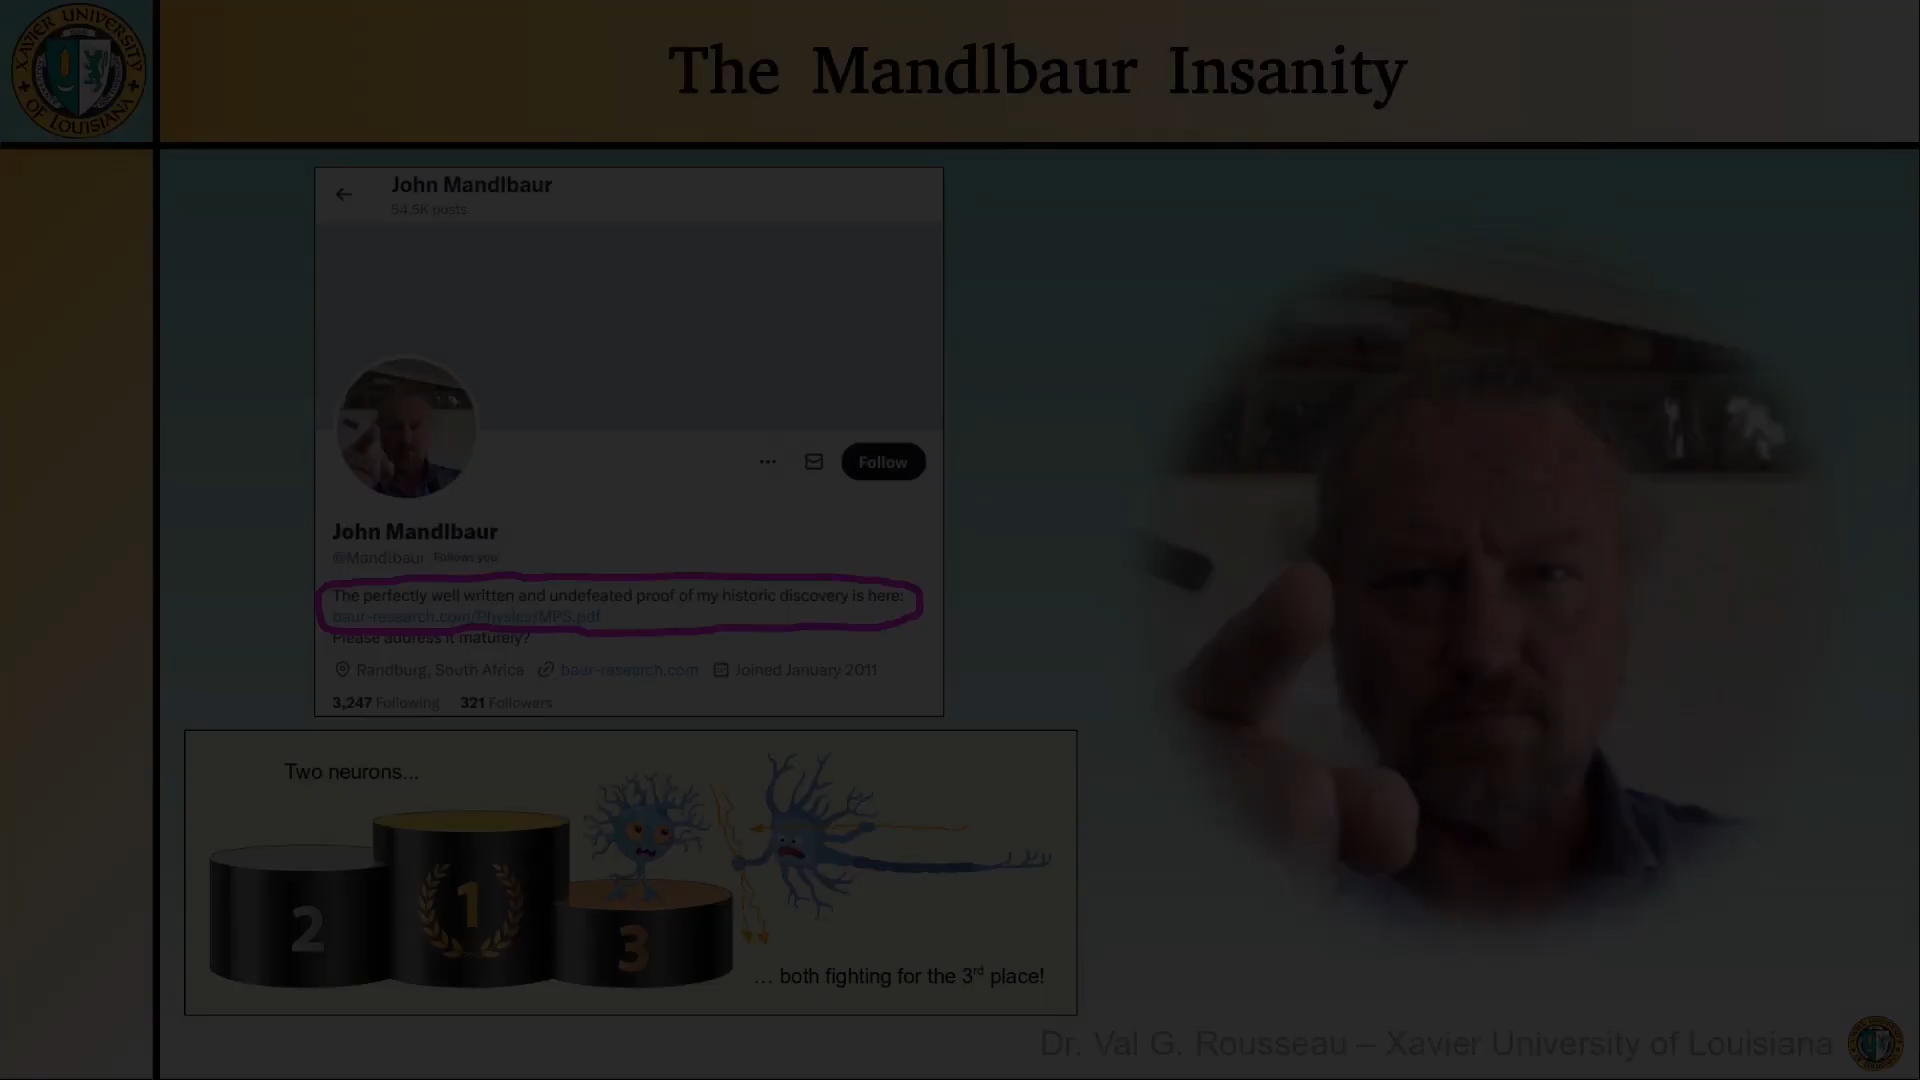 XAVIER UNIVERSITY
OF LOUISIANA
The Mandlbaur Insanity
John Mandlbaur
54.5K posts
Follow
John Mandlbaur
@Mandlbaur Follows you
The perfectly well written and undefeated proof of my historic discovery is here:
baur-research.com/Physics/MPS.pdf
Please address it maturely?
Randburg, South Africa baur-research.com Joined January 2011
3,247 Following 321 Followers
Two neurons...
2
1
3
... both fighting for the 3rd place!
Dr. Val G. Rousseau – Xavier University of Louisiana